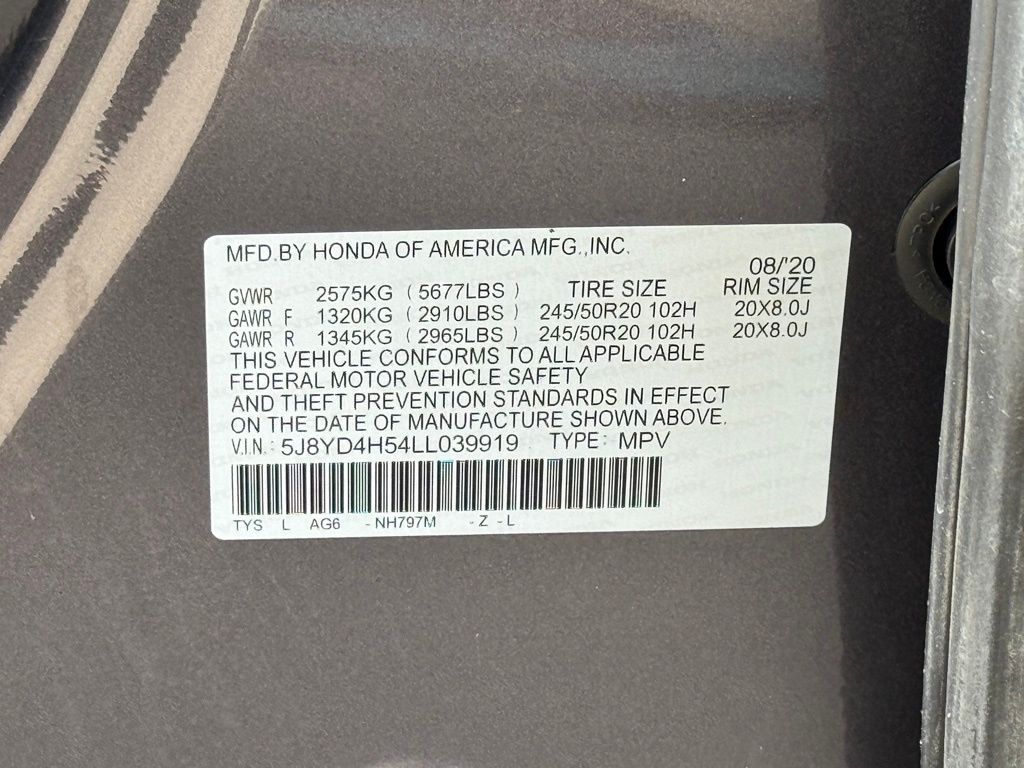 MFD.BY HONDA OF AMERICA MFG.,INC.
08/'20
GVWR 2575KG (5677LBS) TIRE SIZE RIM SIZE
GAWR F 1320KG (2910LBS) 245/50R20 102H 20X8.0J
GAWR R 1345KG (2965LBS) 245/50R20 102H 20X8.0J
THIS VEHICLE CONFORMS TO ALL APPLICABLE
FEDERAL MOTOR VEHICLE SAFETY
AND THEFT PREVENTION STANDARDS IN EFFECT
ON THE DATE OF MANUFACTURE SHOWN ABOVE.
V.I.N.: 5J8YD4H54LL039919 TYPE: MPV
TYS L AG6 -NH797M -Z -L